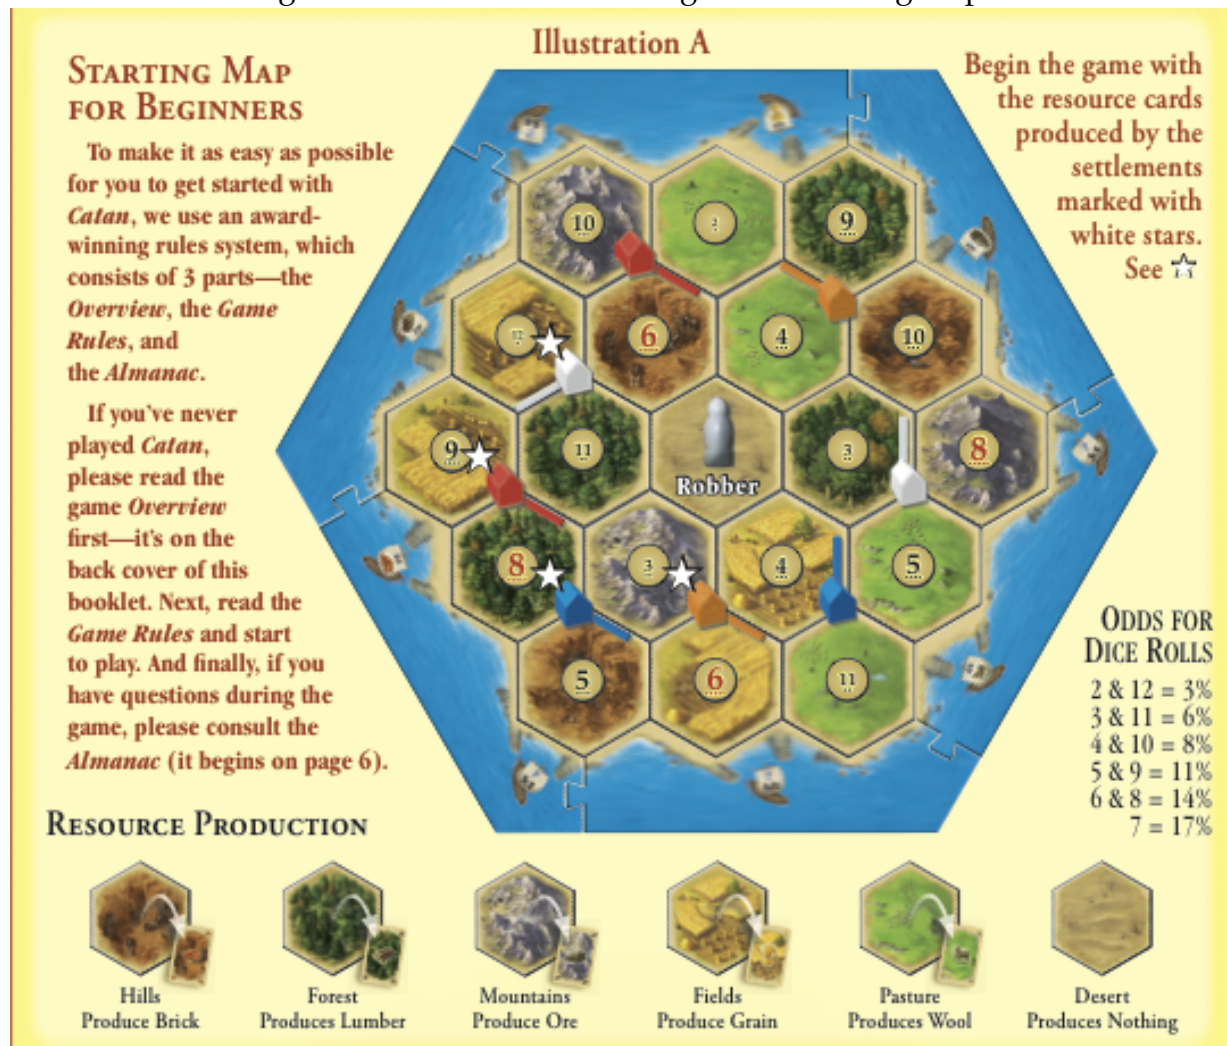 Illustration A
STARTING MAP
FOR BEGINNERS
To make it as easy as possible
for you to get started with
Catan, we use an award-
winning rules system, which
consists of 3 parts—the
Overview, the Game
Rules, and
the Almanac.
If you've never
played Catan,
please read the
game Overview
first—it's on the
back cover of this
booklet. Next, read the
Game Rules and start
to play. And finally, if you
have questions during the
game, please consult the
Almanac (it begins on page 6).
Begin the game with
the resource cards
produced by the
settlements
marked with
white stars.
See
10 2 9
12 6 4 10
9 11 3 8
Robber
8 3 4 5
5 6 11
ODDS FOR
DICE ROLLS
2 & 12 = 3%
3 & 11 = 6%
4 & 10 = 8%
5 & 9 = 11%
6 & 8 = 14%
7 = 17%
RESOURCE PRODUCTION
Hills
Produce Brick
Forest
Produces Lumber
Mountains
Produce Ore
Fields
Produce Grain
Pasture
Produces Wool
Desert
Produces Nothing